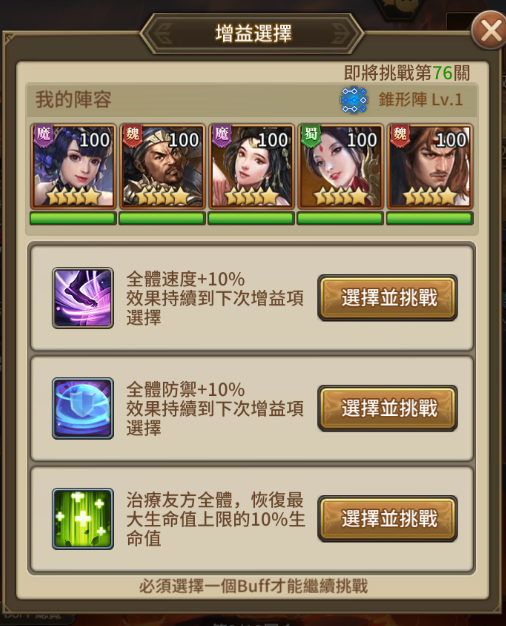 增益選擇
即將挑戰第76關
我的陣容
錐形陣 Lv.1
魔 100
魏 100
魔 100
蜀 100
魏 100
全體速度+10%
效果持續到下次增益項
選擇
選擇並挑戰
全體防禦+10%
效果持續到下次增益項
選擇
選擇並挑戰
治療友方全體，恢復最
大生命值上限的10%生
命值
選擇並挑戰
必須選擇一個Buff才能繼續挑戰